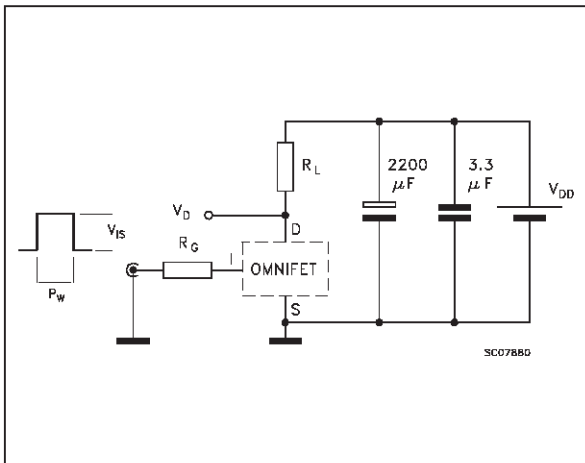 R_L
2200
μF
3.3
μF
V_DD
V_D
D
V_IS
R_G
I
OMNIFET
P_W
S
SC07880